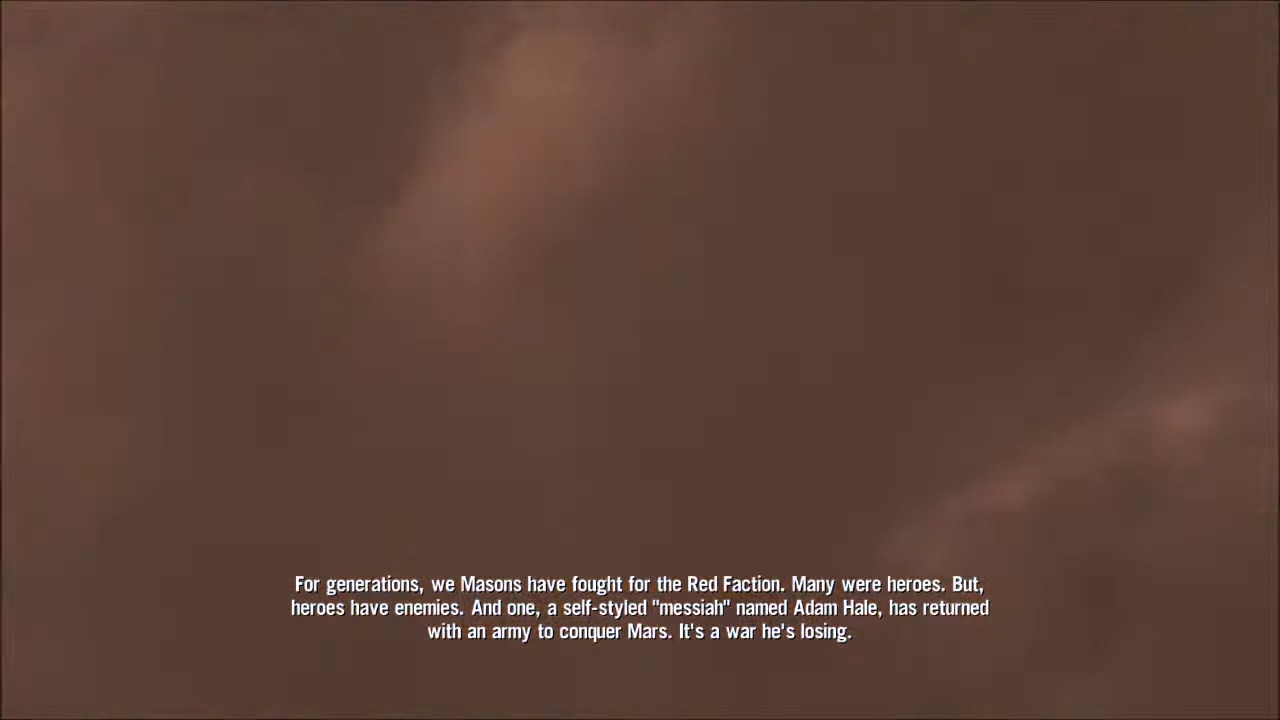 For generations, we Masons have fought for the Red Faction. Many were heroes. But,
heroes have enemies. And one, a self-styled "messiah" named Adam Hale, has returned
with an army to conquer Mars. It's a war he's losing.